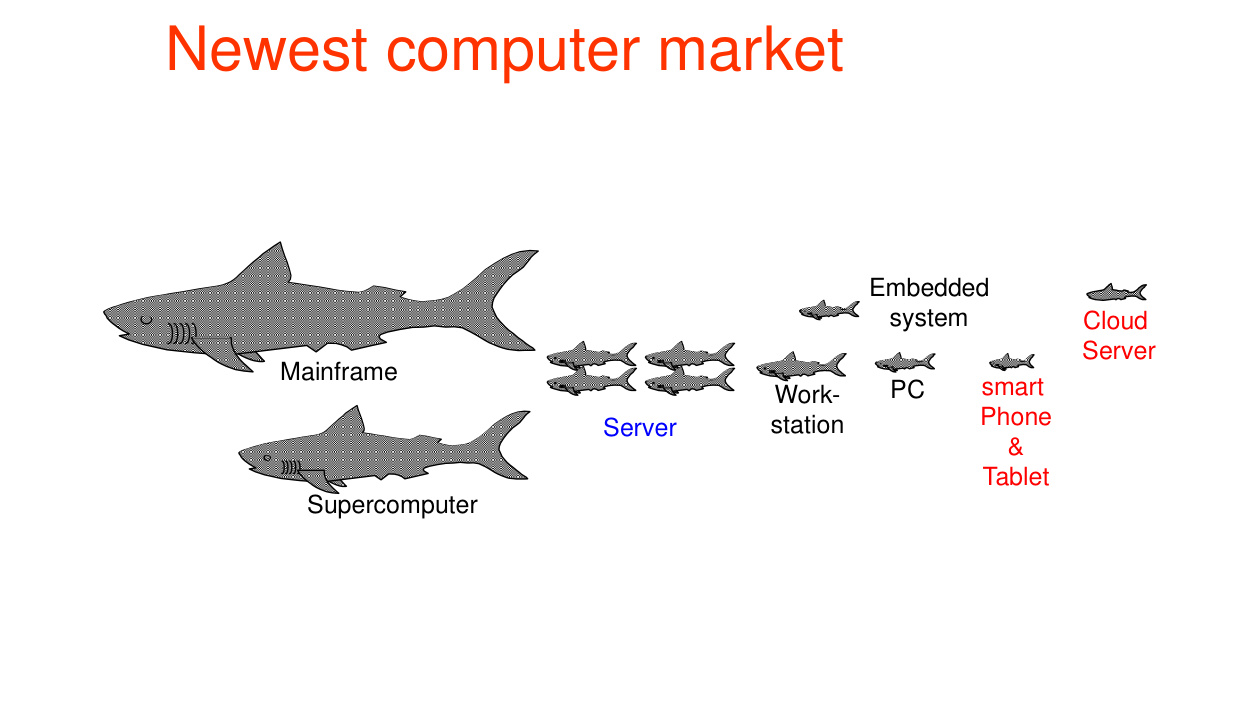 Newest computer market
Mainframe
Supercomputer
Server
Work-
station
Embedded
system
PC
smart
Phone
&
Tablet
Cloud
Server